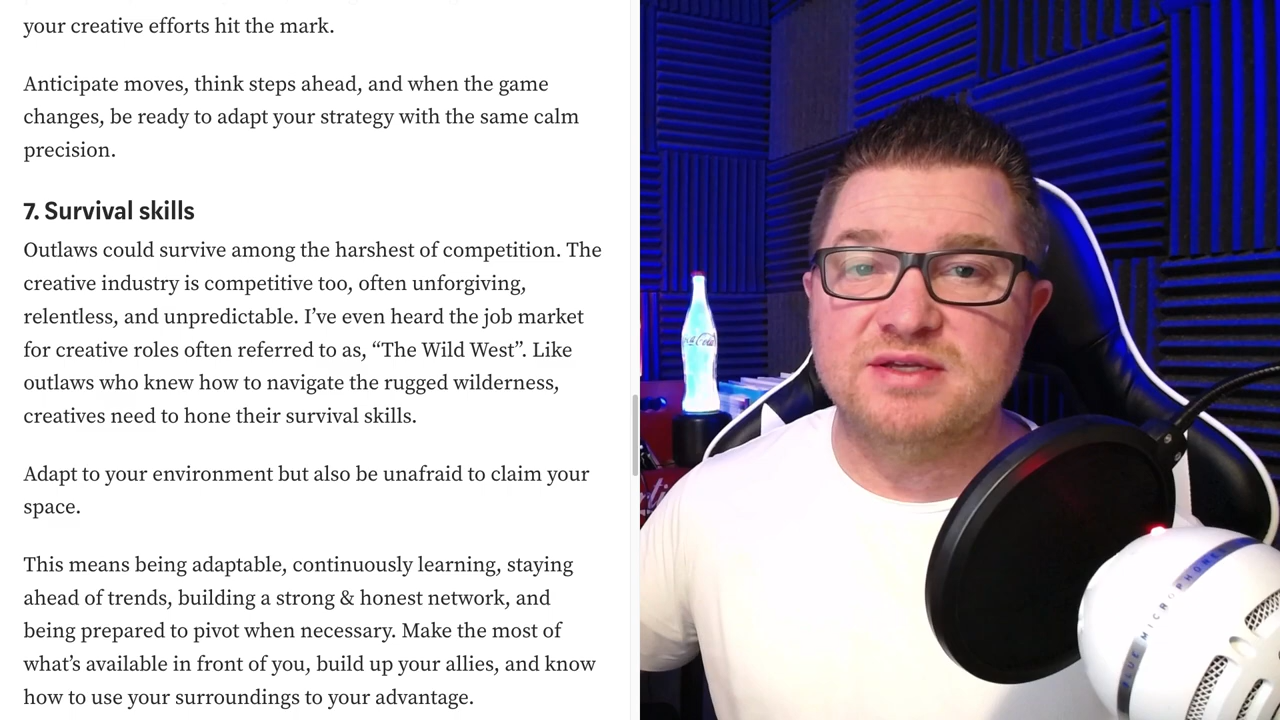 your creative efforts hit the mark.
Anticipate moves, think steps ahead, and when the game
changes, be ready to adapt your strategy with the same calm
precision.
7. Survival skills
Outlaws could survive among the harshest of competition. The
creative industry is competitive too, often unforgiving,
relentless, and unpredictable. I’ve even heard the job market
for creative roles often referred to as, “The Wild West”. Like
outlaws who knew how to navigate the rugged wilderness,
creatives need to hone their survival skills.
Adapt to your environment but also be unafraid to claim your
space.
This means being adaptable, continuously learning, staying
ahead of trends, building a strong & honest network, and
being prepared to pivot when necessary. Make the most of
what’s available in front of you, build up your allies, and know
how to use your surroundings to your advantage.
BLUE MICROPHONES